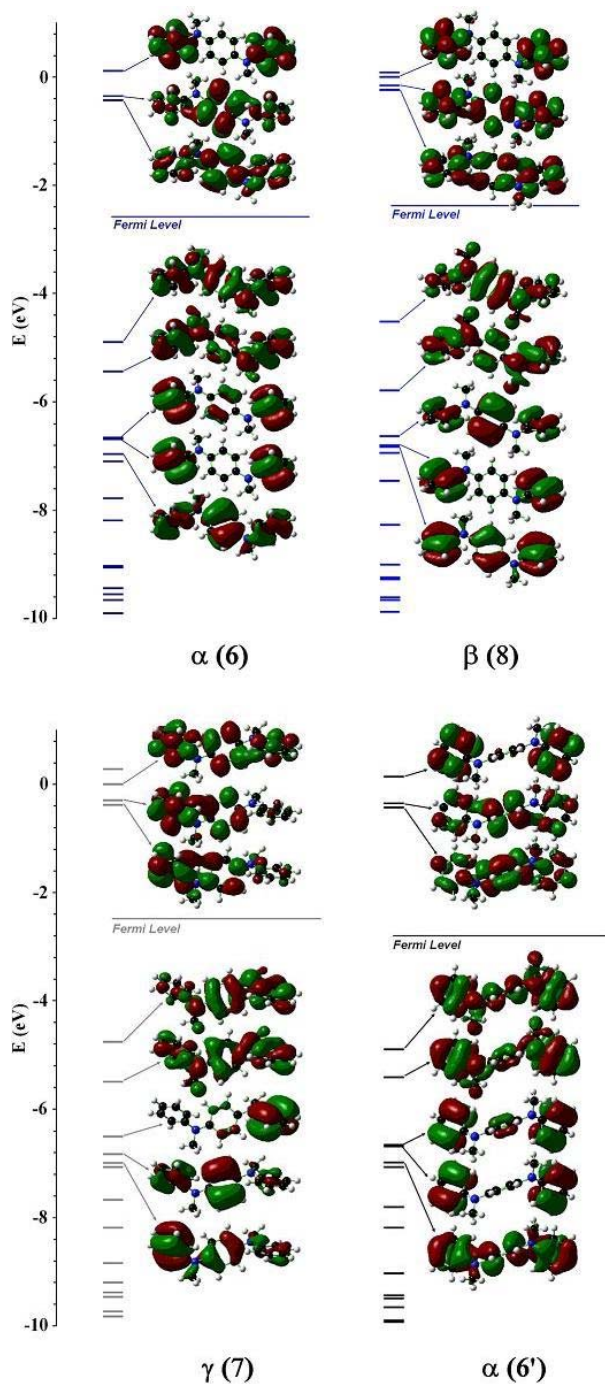 0
-2
-4
-6
-8
-10
E (eV)
Fermi Level
Fermi Level
α (6)
β (8)
0
-2
-4
-6
-8
-10
E (eV)
Fermi Level
Fermi Level
γ (7)
α (6')